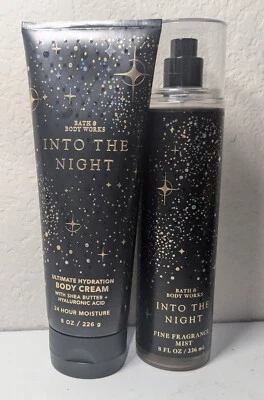 BATH &
BODY WORKS
INTO THE
NIGHT
ULTIMATE HYDRATION
BODY CREAM
WITH SHEA BUTTER +
HYALURONIC ACID
24 HOUR MOISTURE
8 OZ / 226 g
BATH &
BODY WORKS
INTO THE
NIGHT
FINE FRAGRANCE
MIST
8 FL OZ / 236 mL